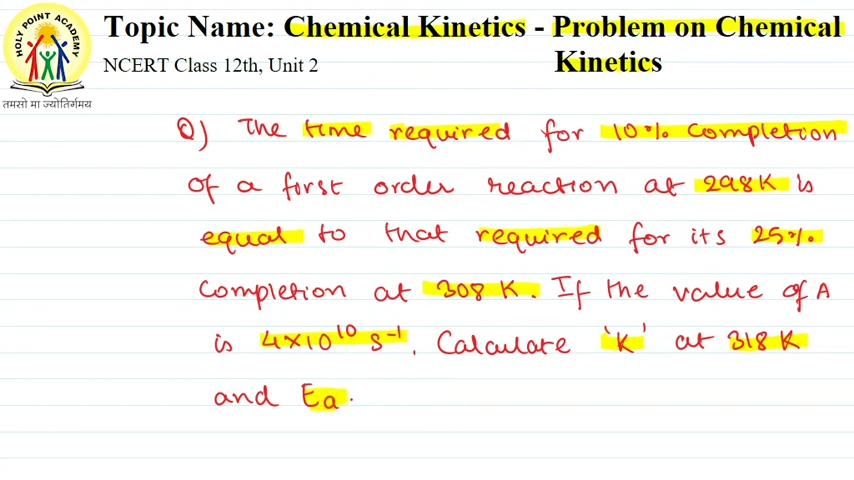 HOLY POINT ACADEMY
तमसो मा ज्योतिर्गमय
Topic Name: Chemical Kinetics - Problem on Chemical
Kinetics
NCERT Class 12th, Unit 2
Q) The time required for 10% completion
of a first order reaction at 298K is
equal to that required for its 25%
completion at 308 K. If the value of A
is 4×10¹⁰ s⁻¹. Calculate 'K' at 318 K
and Ea.